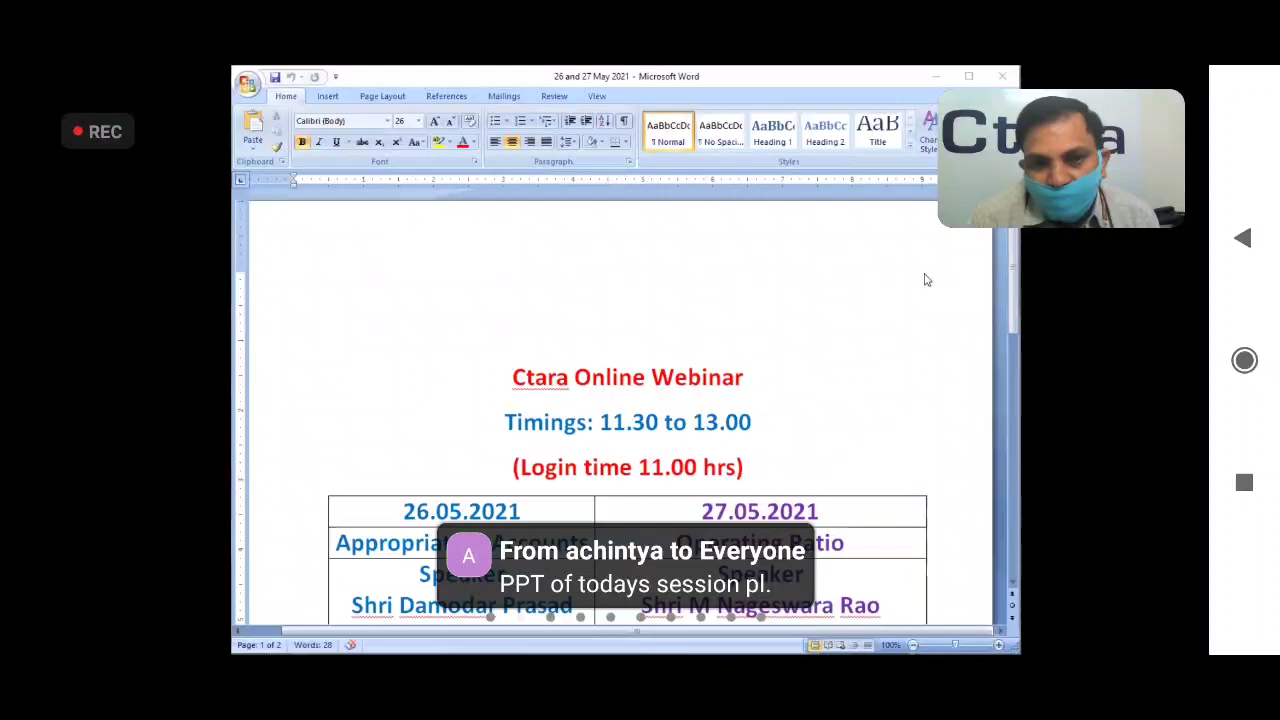 REC
26 and 27 May 2021 - Microsoft Word
Home Insert Page Layout References Mailings Review View
Paste
Calibri (Body) 26
AaBbCcDc AaBbCcDc AaBbCc AaBbCc AaB
¶ Normal ¶ No Spaci... Heading 1 Heading 2 Title
Clipboard Font Paragraph Styles
Ctara Online Webinar
Timings: 11.30 to 13.00
(Login time 11.00 hrs)
26.05.2021 27.05.2021
Appropriation Accounts Operating Ratio
Speaker Speaker
Shri Damodar Prasad Shri M Nageswara Rao
A
From achintya to Everyone
PPT of todays session pl.
Page: 1 of 2 Words: 28 100%